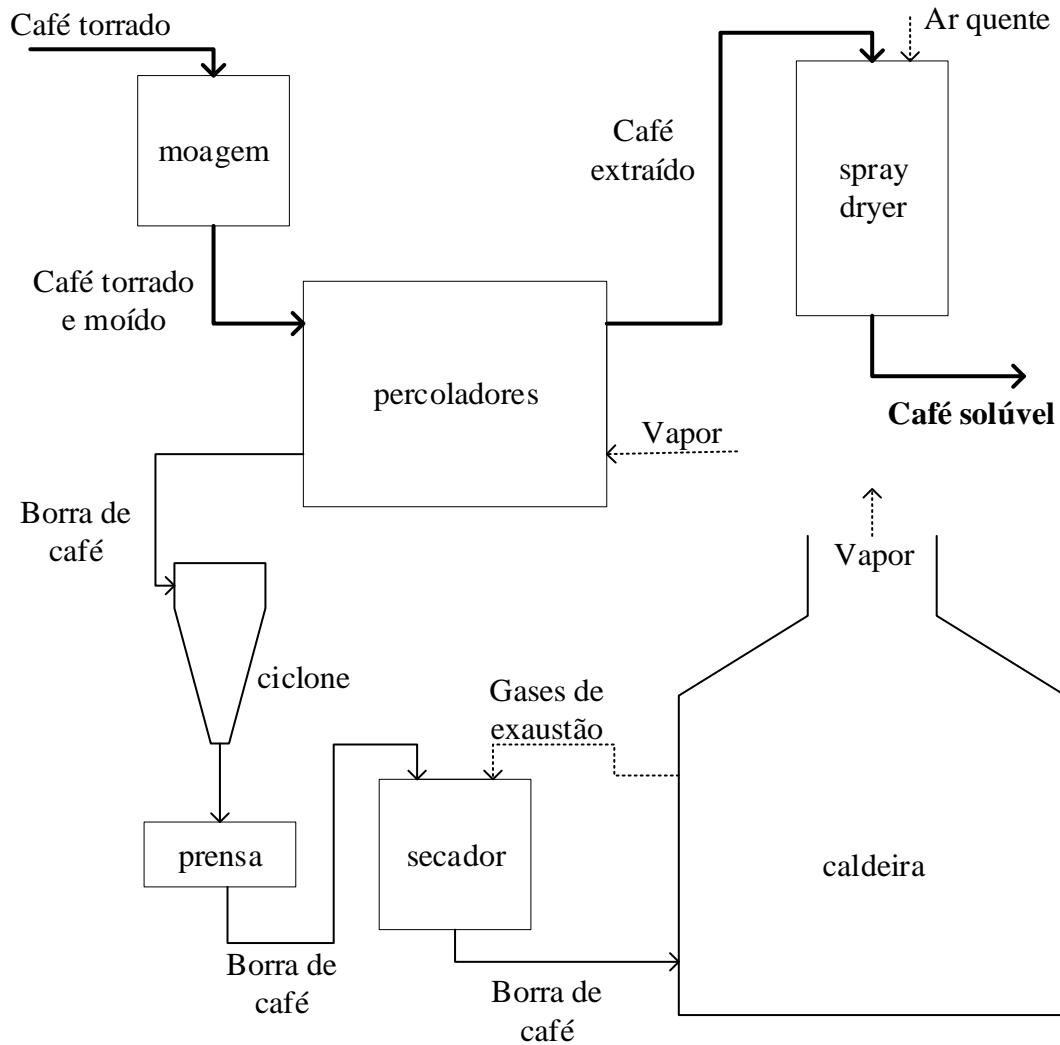 Café torrado
Ar quente
moagem
Café
extraído
spray
dryer
Café torrado
e moído
percoladores
Café solúvel
Vapor
Borra de
café
Vapor
ciclone
Gases de
exaustão
prensa
secador
caldeira
Borra de
café
Borra de
café